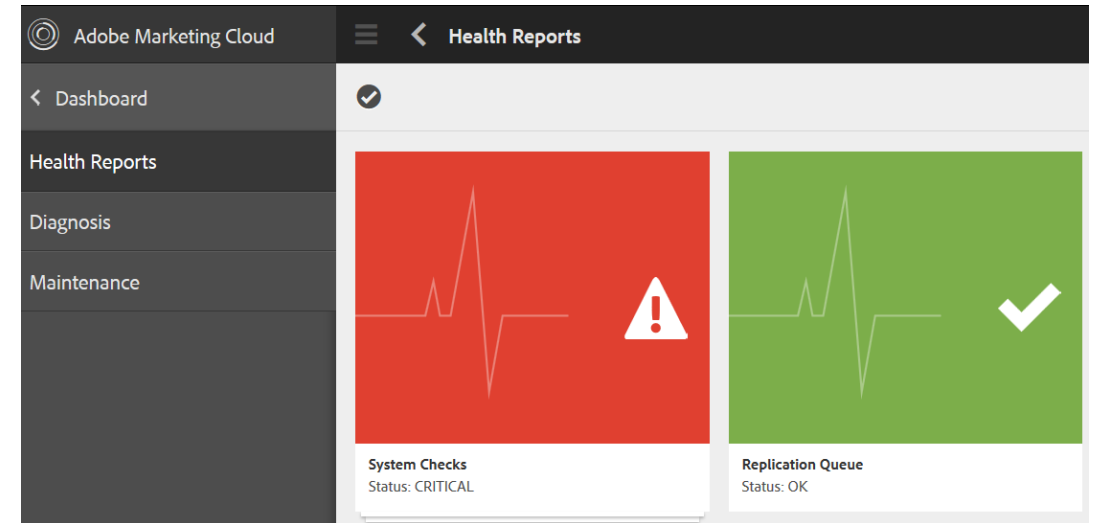 Adobe Marketing Cloud
Health Reports
Dashboard
Health Reports
Diagnosis
Maintenance
System Checks
Status: CRITICAL
Replication Queue
Status: OK